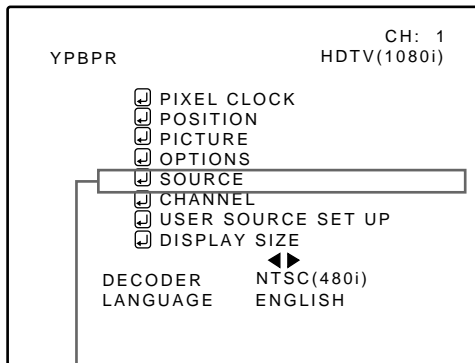 CH: 1
YPBPR HDTV(1080i)
PIXEL CLOCK
POSITION
PICTURE
OPTIONS
SOURCE
CHANNEL
USER SOURCE SET UP
DISPLAY SIZE
DECODER NTSC(480i)
LANGUAGE ENGLISH